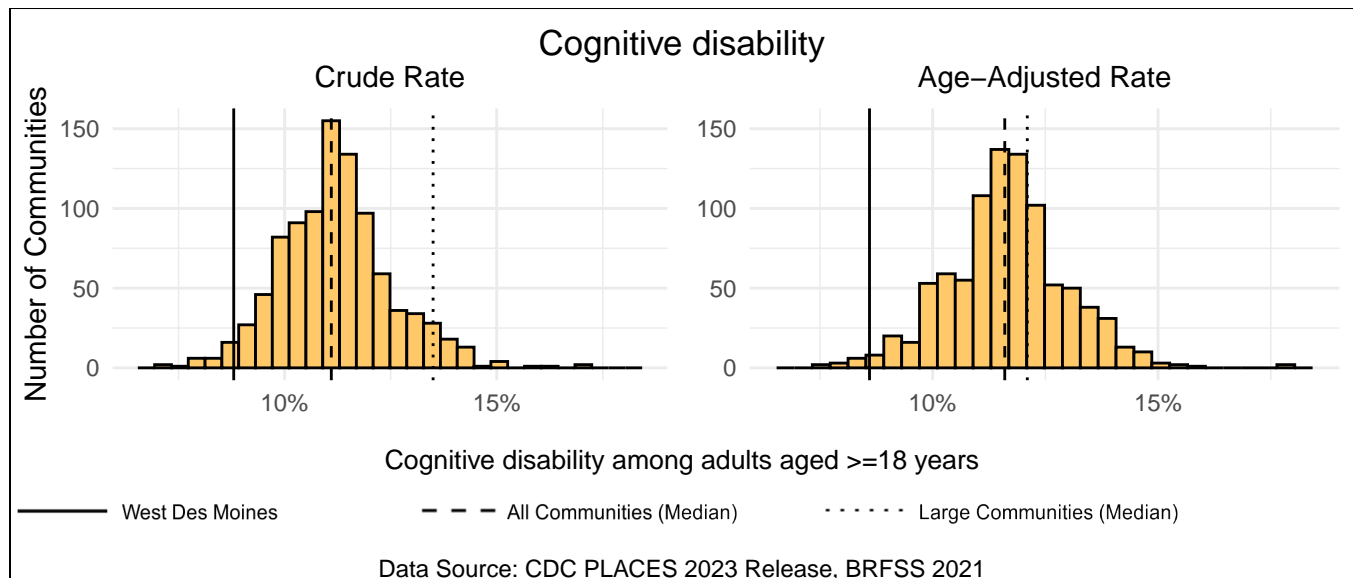 Cognitive disability
Crude Rate
Age−Adjusted Rate
Number of Communities
150
100
50
0
10%
15%
150
100
50
0
10%
15%
Cognitive disability among adults aged >=18 years
West Des Moines
All Communities (Median)
Large Communities (Median)
Data Source: CDC PLACES 2023 Release, BRFSS 2021